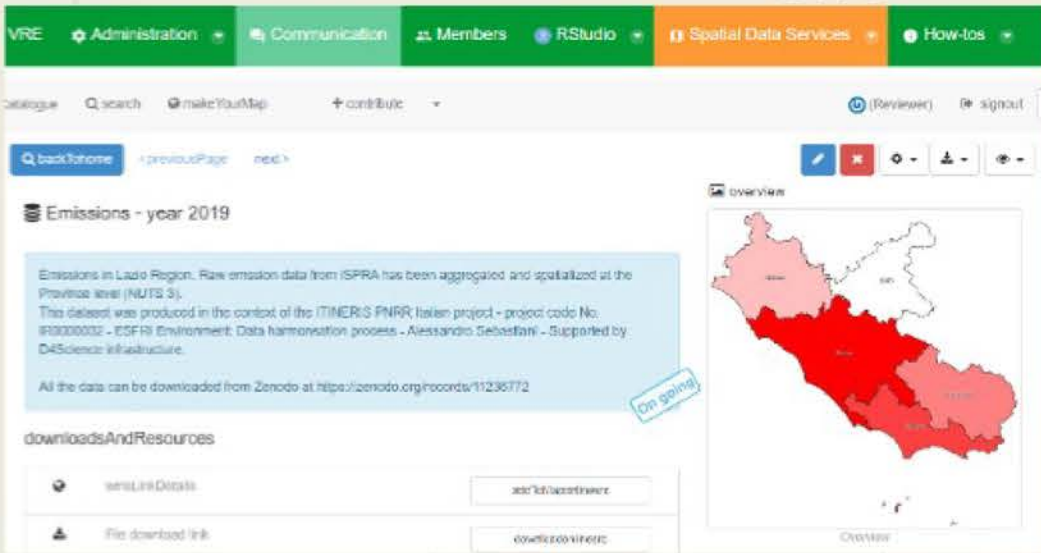 VRE Administration Communication Members RStudio Spatial Data Services How-tos
catalogue search makeYourMap + contribute (Reviewer) signout
backTohome < previousPage next >
overview
Emissions - year 2019
Emissions in Lazio Region. Raw emission data from ISPRA has been aggregated and spatialized at the
Province level (NUTS 3).
This dataset was produced in the context of the ITINERIS PNRR Italian project - project code No.
IR0000032 - ESFRI Environment; Data harmonisation process - Alessandro Sebastiani - Supported by
D4Science infrastructure.
All the data can be downloaded from Zenodo at https://zenodo.org/records/11236772
On going
downloadsAndResources
File download link
Overview